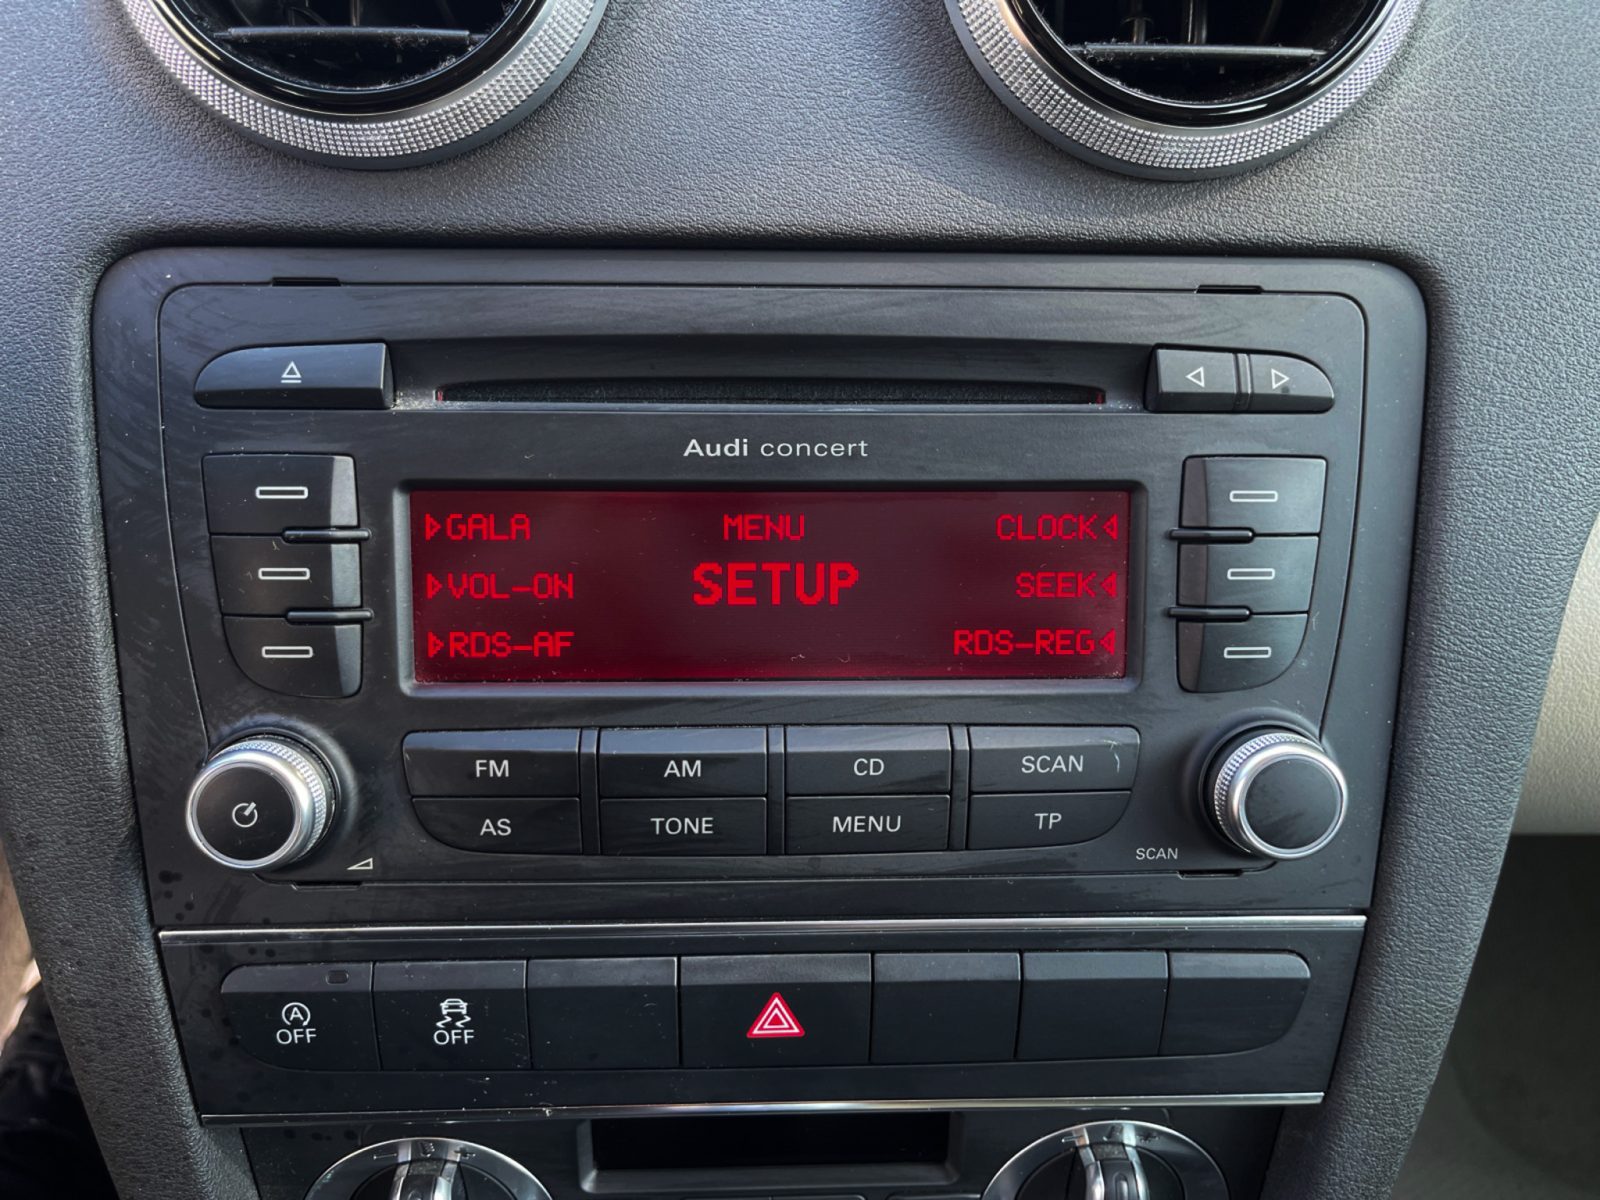 Audi concert
GALA MENU CLOCK
VOL-ON SETUP SEEK
RDS-AF RDS-REG
FM AM CD SCAN
AS TONE MENU TP
SCAN
A
OFF OFF